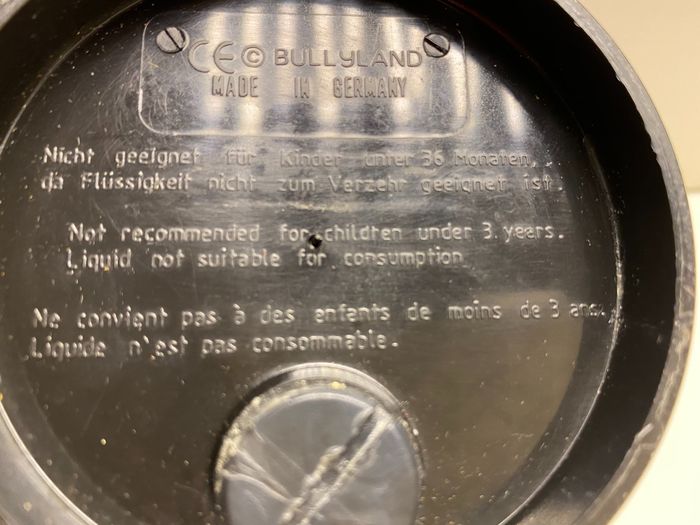 CE © BULLYLAND
MADE IN GERMANY
Nicht geeignet für Kinder unter 36 Monaten,
da Flüssigkeit nicht zum Verzehr geeignet ist.
Not recommended for children under 3 years.
Liquid not suitable for consumption
Ne convient pas à des enfants de moins de 3 ans,
Liquide n'est pas consommable.